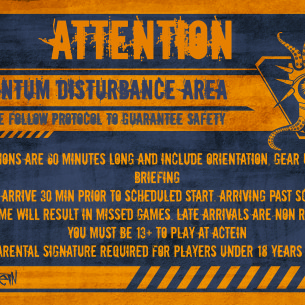 ATTENTION
NTUM DISTURBANCE AREA
E FOLLOW PROTOCOL TO GUARANTEE SAFETY
IONS ARE 60 MINUTES LONG AND INCLUDE ORIENTATION, GEAR
BRIEFING
ARRIVE 30 MIN PRIOR TO SCHEDULED START. ARRIVING PAST
ME WILL RESULT IN MISSED GAMES. LATE ARRIVALS ARE NON R
YOU MUST BE 13+ TO PLAY AT ACTEIN
ARENTAL SIGNATURE REQUIRED FOR PLAYERS UNDER 18 YEARS